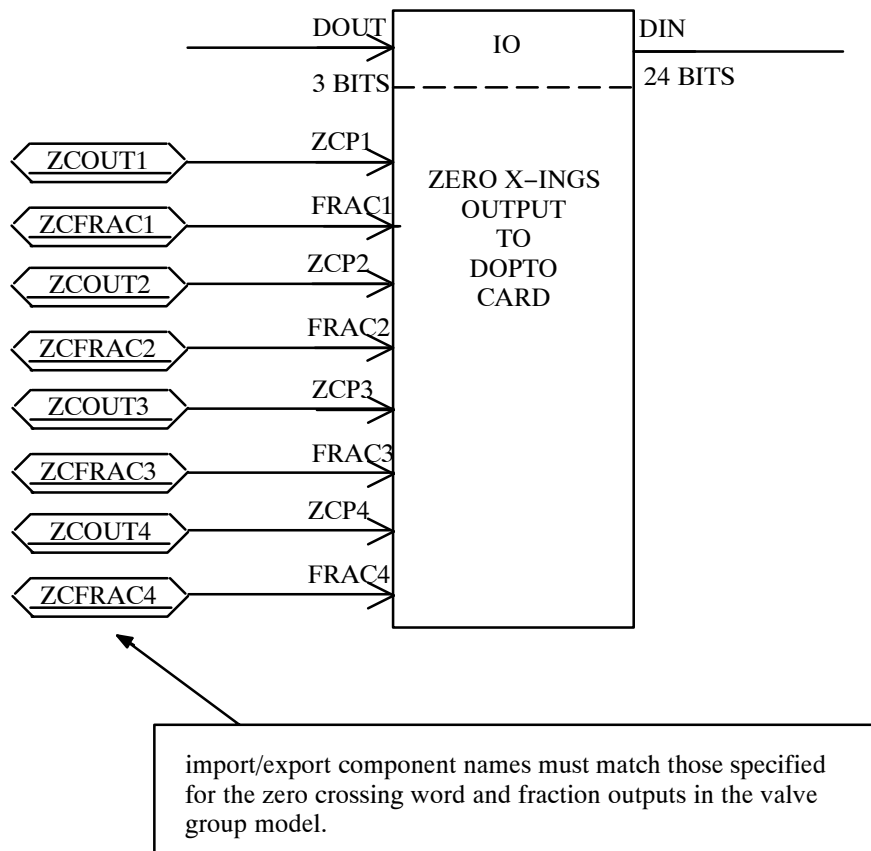 DOUT IO DIN
3 BITS 24 BITS
ZCOUT1 ZCP1
ZCFRAC1 FRAC1
ZCOUT2 ZCP2
ZCFRAC2 FRAC2
ZCOUT3 ZCP3
ZCFRAC3 FRAC3
ZCOUT4 ZCP4
ZCFRAC4 FRAC4
ZERO X−INGS
OUTPUT
TO
DOPTO
CARD
import/export component names must match those specified
for the zero crossing word and fraction outputs in the valve
group model.